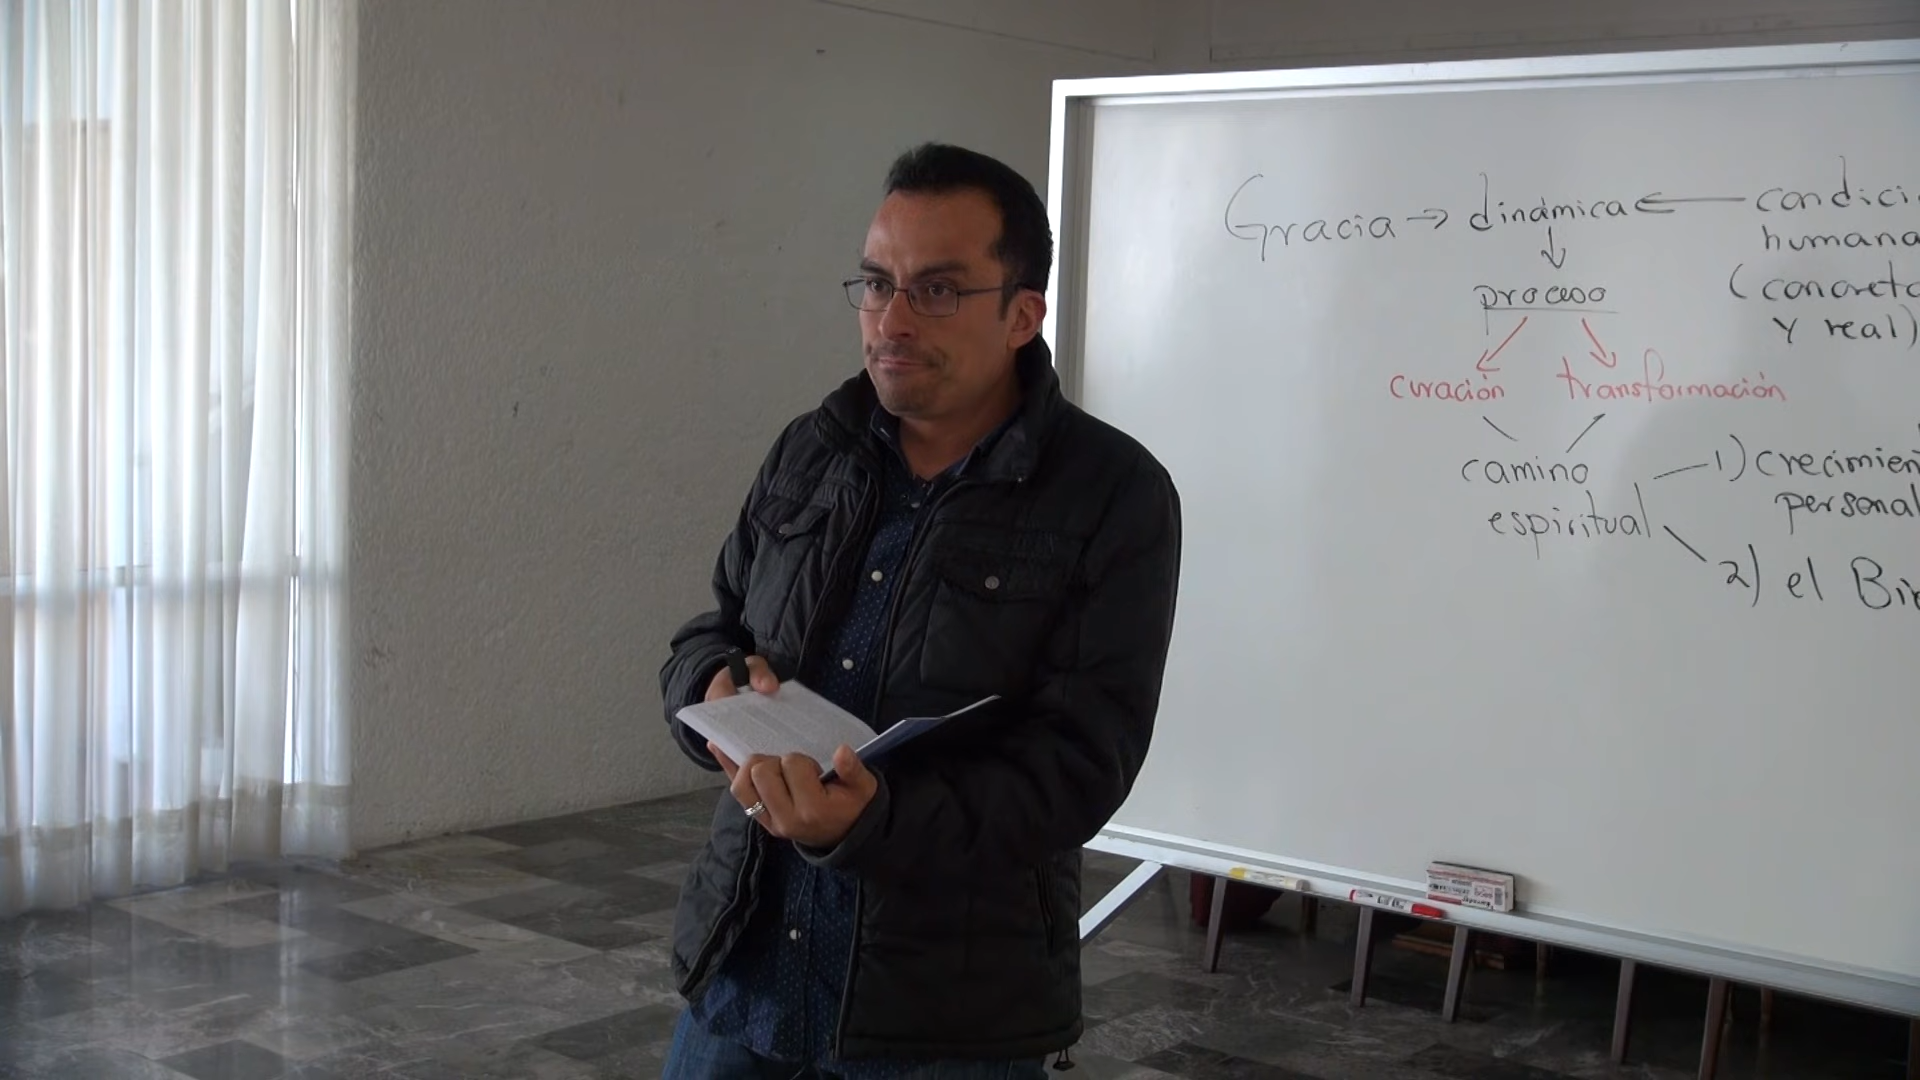 Gracia → dinámica ← condici
humana
(concreta
y real)
↓
proceso
curación transformación
camino
espiritual
1) crecimien
personal
2) el Bi